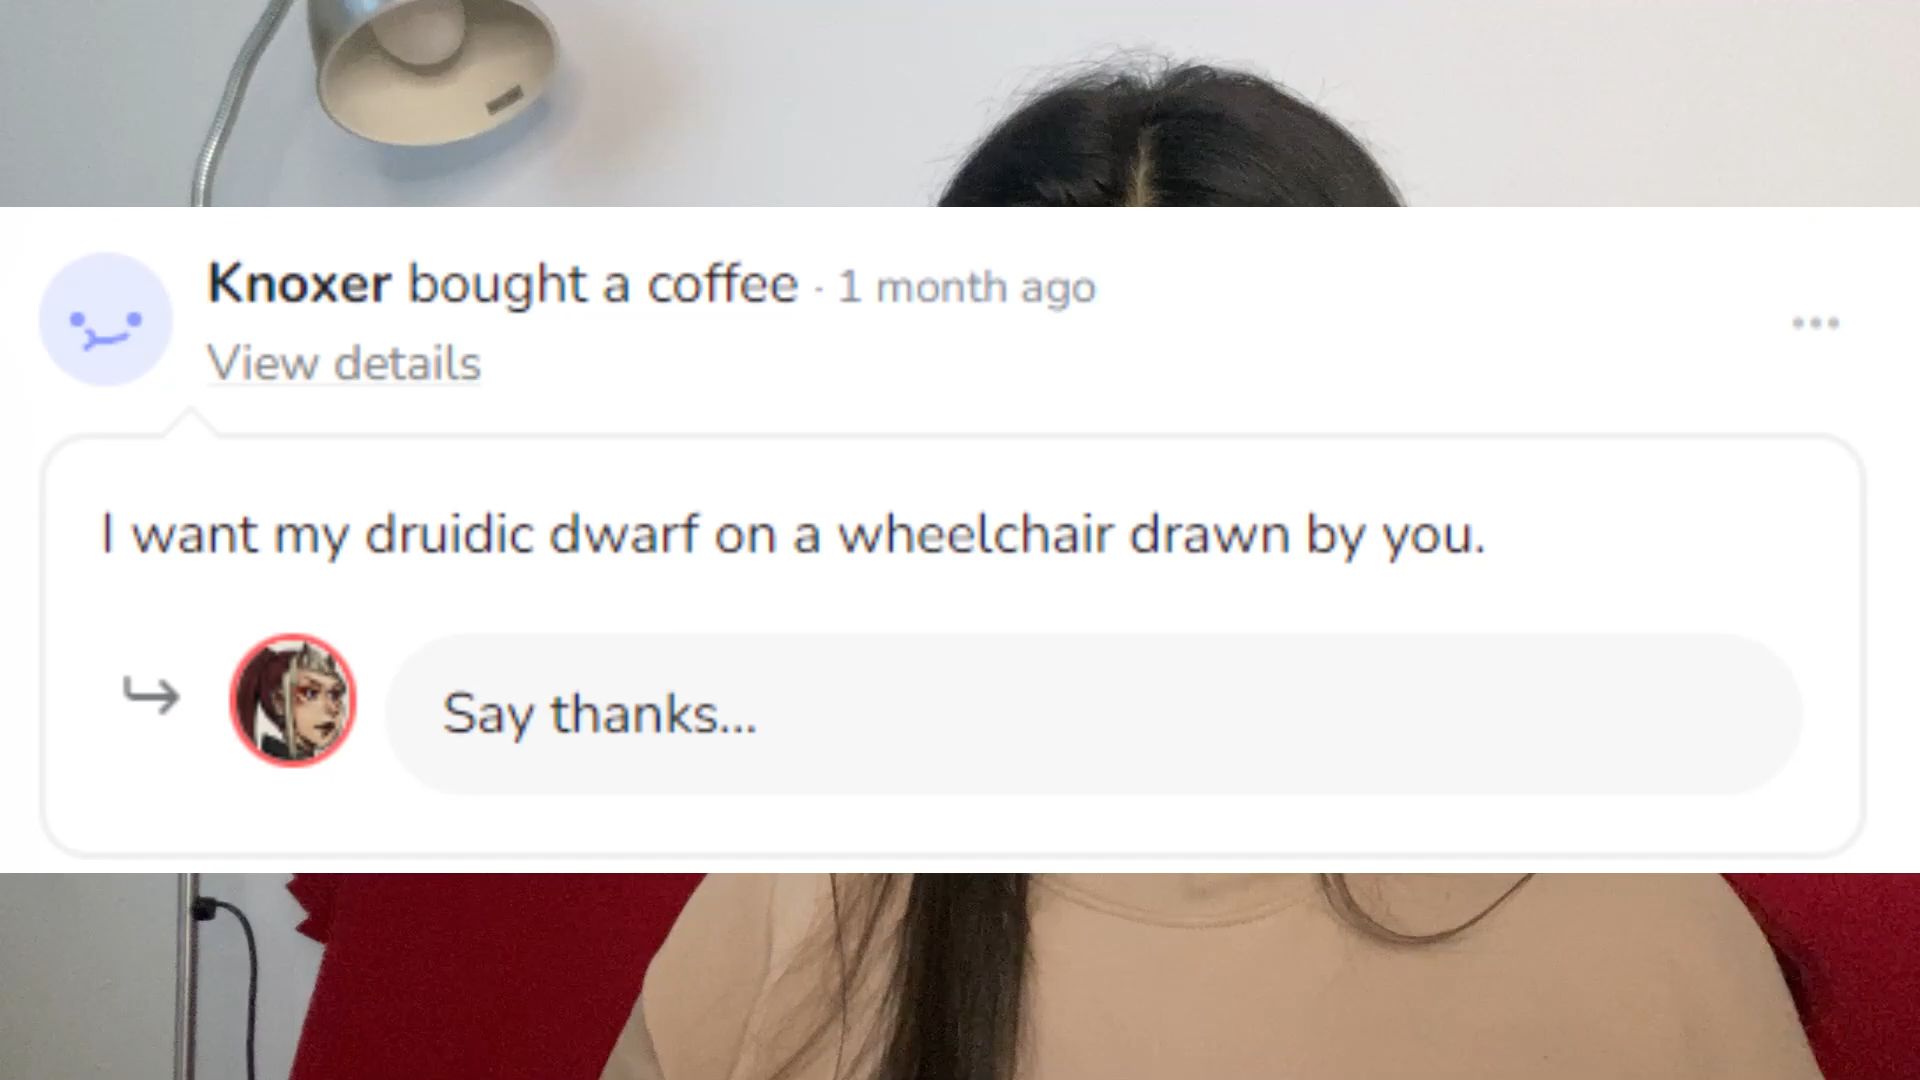 Knoxer bought a coffee · 1 month ago
View details
I want my druidic dwarf on a wheelchair drawn by you.
Say thanks...